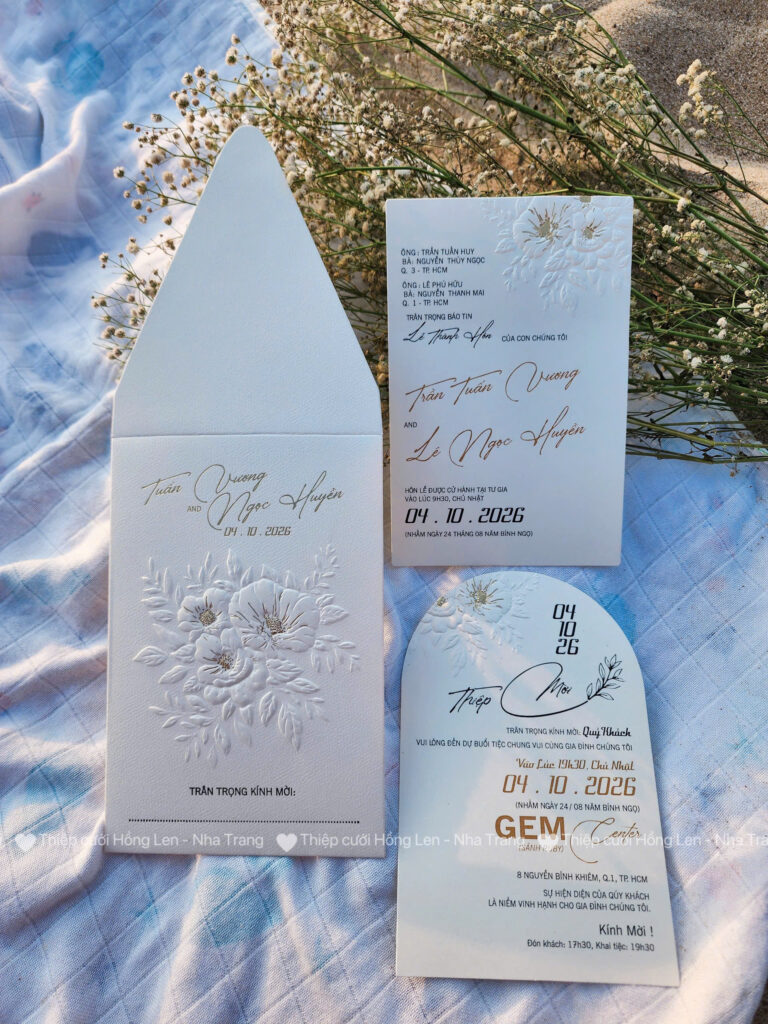 Tuấn Vương
AND Ngọc Huyền
04 . 10 . 2026
TRÂN TRỌNG KÍNH MỜI:
ÔNG : TRẦN TUẤN HUY
BÀ: NGUYỄN THÚY NGỌC
Q. 3 - TP. HCM
ÔNG : LÊ PHÚ HỮU
BÀ: NGUYỄN THANH MAI
Q. 1 - TP. HCM
TRÂN TRỌNG BÁO TIN
Lễ Thành Hôn CỦA CON CHÚNG TÔI
Trần Tuấn Vương
AND
Lê Ngọc Huyền
HÔN LỄ ĐƯỢC CỬ HÀNH TẠI TƯ GIA
VÀO LÚC 9H30, CHỦ NHẬT
04 . 10 . 2026
(NHẰM NGÀY 24 THÁNG 08 NĂM BÍNH NGỌ)
04
10
26
Thiệp Mời
TRÂN TRỌNG KÍNH MỜI: Quý Khách
VUI LÒNG ĐẾN DỰ BUỔI TIỆC CHUNG VUI CÙNG GIA ĐÌNH CHÚNG TÔI
Vào Lúc 19h30, Chủ Nhật
04 . 10 . 2026
(NHẰM NGÀY 24 / 08 NĂM BÍNH NGỌ)
GEM Center
(SẢNH RUBY)
8 NGUYỄN BỈNH KHIÊM, Q.1, TP. HCM
SỰ HIỆN DIỆN CỦA QÚY KHÁCH
LÀ NIỀM VINH HẠNH CHO GIA ĐÌNH CHÚNG TÔI.
Kính Mời !
Đón khách: 17h30, Khai tiệc: 19h30
Thiệp cưới Hồng Len - Nha Trang Thiệp cưới Hồng Len - Nha Trang Thiệp cưới Hồng Len - Nha Trang